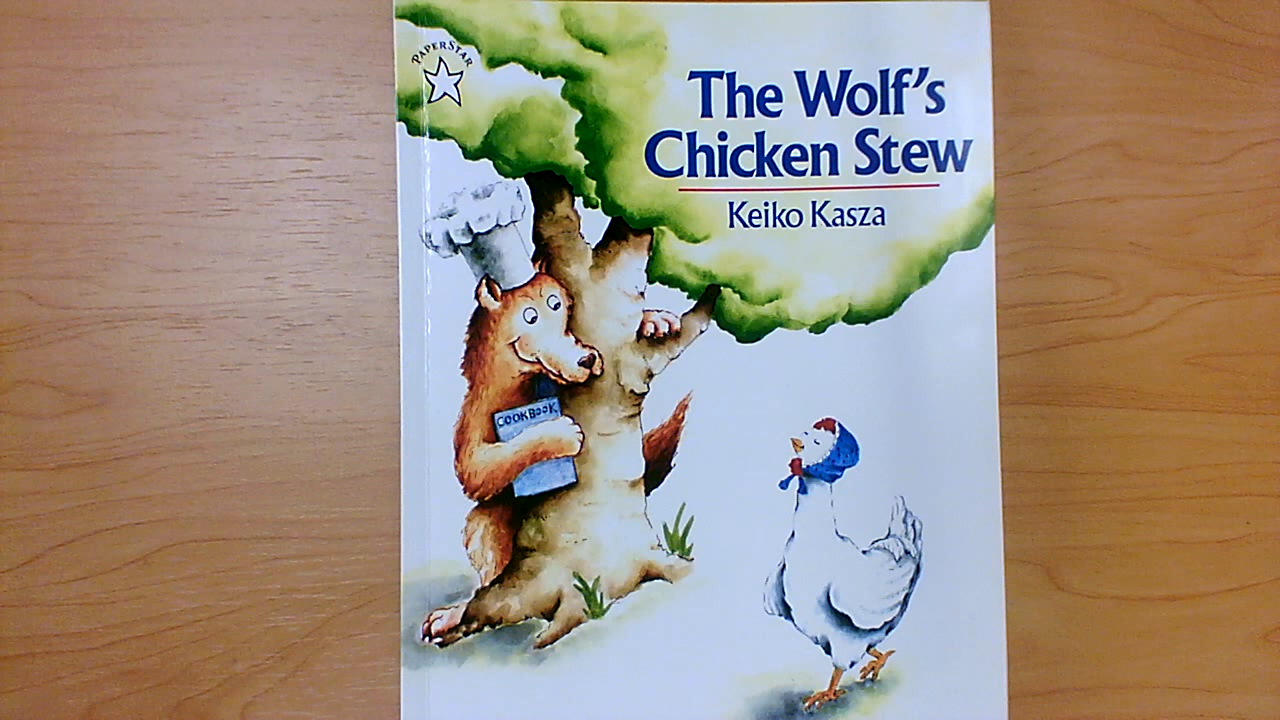 PAPERSTAR
The Wolf's
Chicken Stew
Keiko Kasza
COOKBOOK